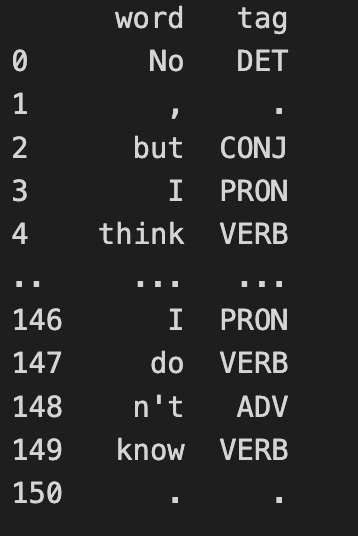 word tag
0 No DET
1 , .
2 but CONJ
3 I PRON
4 think VERB
.. ... ...
146 I PRON
147 do VERB
148 n't ADV
149 know VERB
150 . .